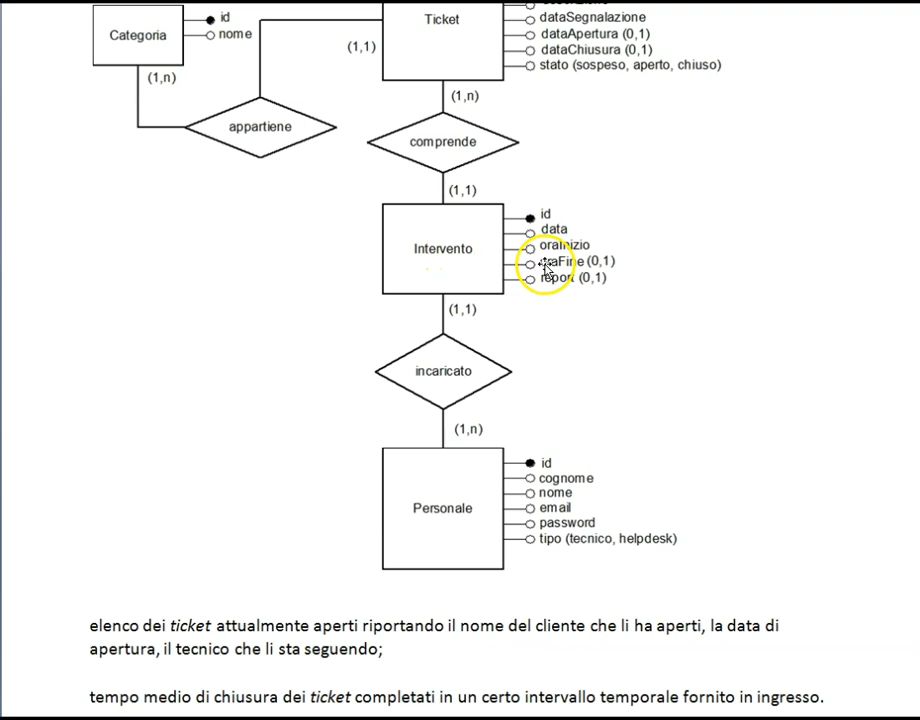 Categoria
id
nome
(1,n)
appartiene
(1,1)
Ticket
dataSegnalazione
dataApertura (0,1)
dataChiusura (0,1)
stato (sospeso, aperto, chiuso)
(1,n)
comprende
(1,1)
Intervento
id
data
oraInizio
oraFine (0,1)
report (0,1)
(1,1)
incaricato
(1,n)
Personale
id
cognome
nome
email
password
tipo (tecnico, helpdesk)
elenco dei ticket attualmente aperti riportando il nome del cliente che li ha aperti, la data di
apertura, il tecnico che li sta seguendo;
tempo medio di chiusura dei ticket completati in un certo intervallo temporale fornito in ingresso.